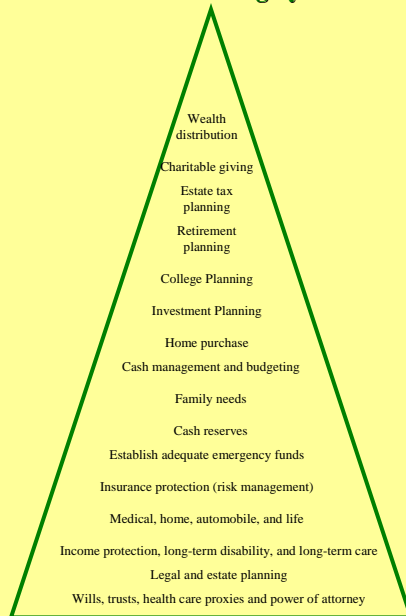 Wealth
distribution
Charitable giving
Estate tax
planning
Retirement
planning
College Planning
Investment Planning
Home purchase
Cash management and budgeting
Family needs
Cash reserves
Establish adequate emergency funds
Insurance protection (risk management)
Medical, home, automobile, and life
Income protection, long-term disability, and long-term care
Legal and estate planning
Wills, trusts, health care proxies and power of attorney